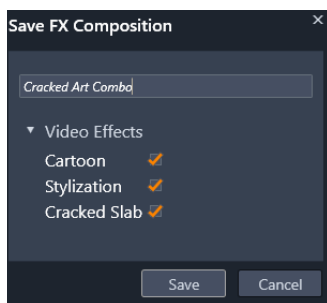 Save FX Composition
Cracked Art Combo
Video Effects
Cartoon
Stylization
Cracked Slab
Save Cancel